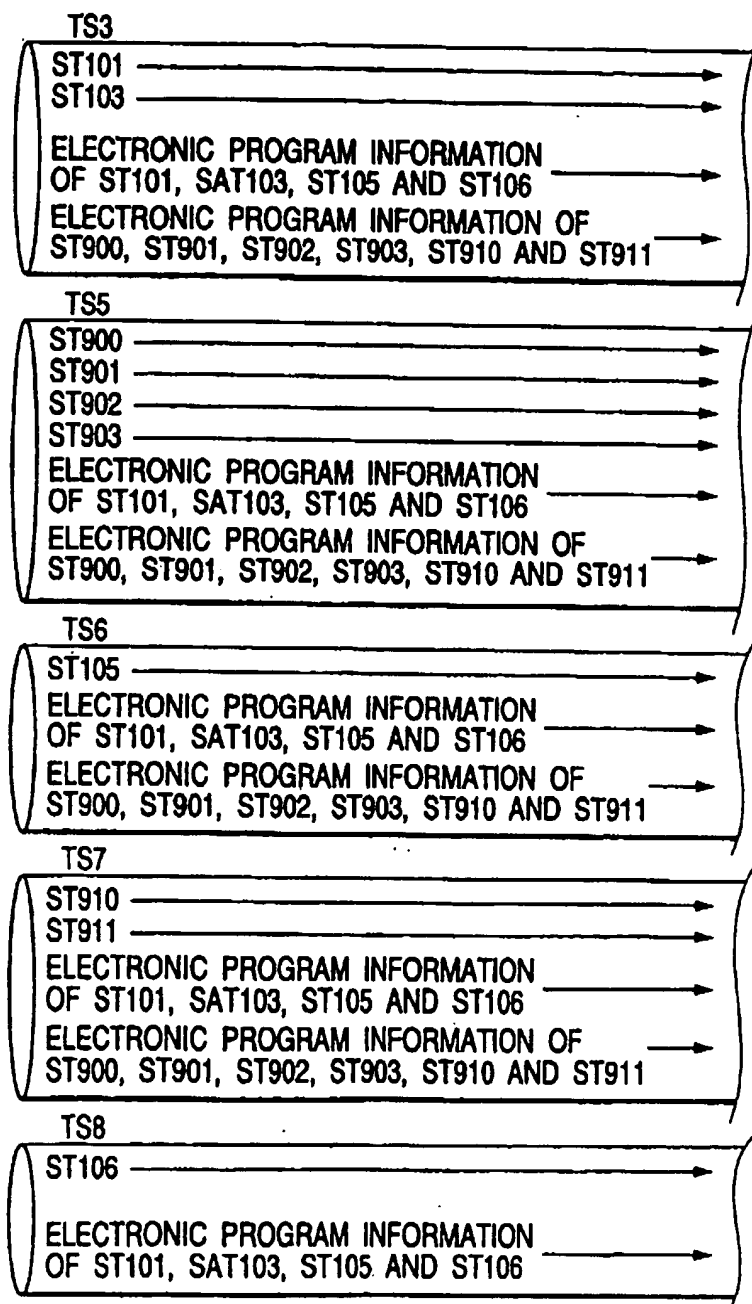 TS3
ST101
ST103
ELECTRONIC PROGRAM INFORMATION
OF ST101, SAT103, ST105 AND ST106
ELECTRONIC PROGRAM INFORMATION OF
ST900, ST901, ST902, ST903, ST910 AND ST911
TS5
ST900
ST901
ST902
ST903
ELECTRONIC PROGRAM INFORMATION
OF ST101, SAT103, ST105 AND ST106
ELECTRONIC PROGRAM INFORMATION OF
ST900, ST901, ST902, ST903, ST910 AND ST911
TS6
ST105
ELECTRONIC PROGRAM INFORMATION
OF ST101, SAT103, ST105 AND ST106
ELECTRONIC PROGRAM INFORMATION OF
ST900, ST901, ST902, ST903, ST910 AND ST911
TS7
ST910
ST911
ELECTRONIC PROGRAM INFORMATION
OF ST101, SAT103, ST105 AND ST106
ELECTRONIC PROGRAM INFORMATION OF
ST900, ST901, ST902, ST903, ST910 AND ST911
TS8
ST106
ELECTRONIC PROGRAM INFORMATION
OF ST101, SAT103, ST105 AND ST106